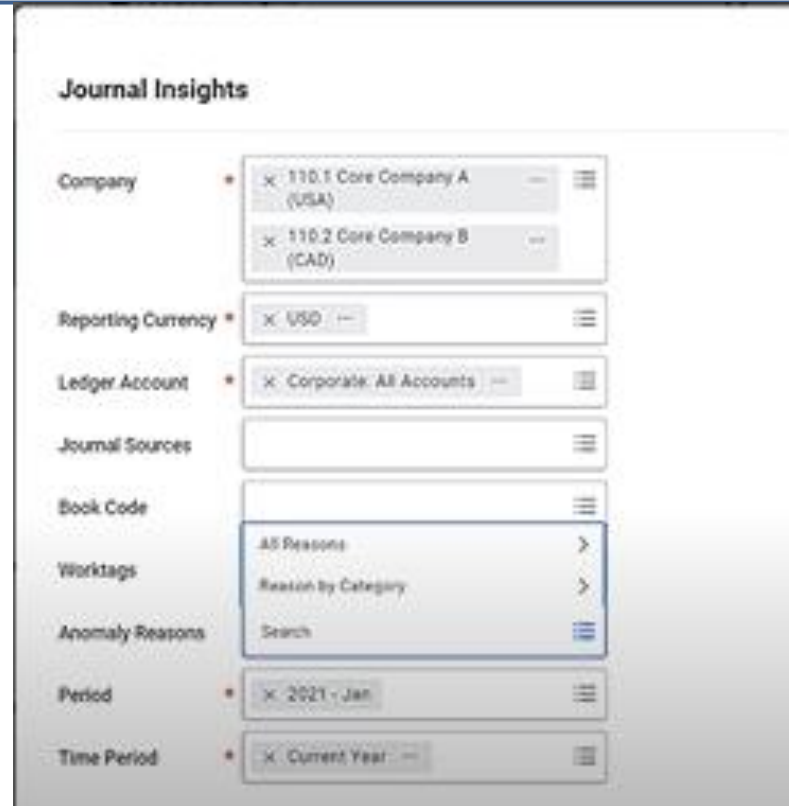 Journal Insights
Company * × 110.1 Core Company A ...
(USA)
× 110.2 Core Company B ...
(CAD)
Reporting Currency * × USD ...
Ledger Account * × Corporate: All Accounts ...
Journal Sources
Book Code
All Reasons >
Worktags
Reason by Category >
Anomaly Reasons Search
Period * × 2021 - Jan
Time Period * × Current Year ...